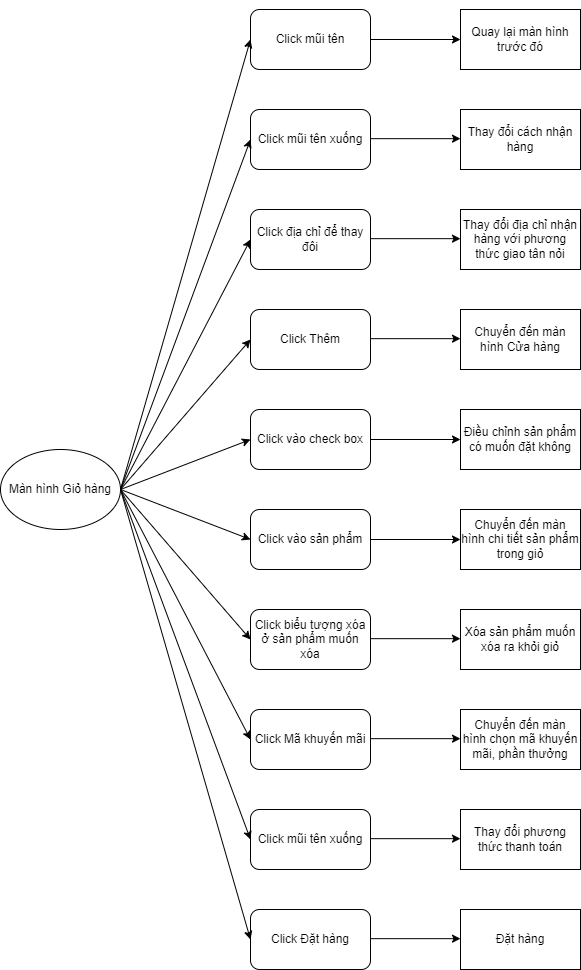 Click mũi tên
Quay lại màn hình
trước đó
Click mũi tên xuống
Thay đổi cách nhận
hàng
Click địa chỉ để thay
đổi
Thay đổi địa chỉ nhận
hàng với phương
thức giao tân nỏi
Click Thêm
Chuyển đến màn
hình Cửa hàng
Click vào check box
Điều chỉnh sản phẩm
có muốn đặt không
Màn hình Giỏ hàng
Click vào sản phẩm
Chuyển đến màn
hình chi tiết sản phẩm
trong giỏ
Click biểu tượng xóa
ở sản phẩm muốn
xóa
Xóa sản phẩm muốn
xóa ra khỏi giỏ
Click Mã khuyến mãi
Chuyển đến màn
hình chọn mã khuyến
mãi, phần thưởng
Click mũi tên xuống
Thay đổi phương
thức thanh toán
Click Đặt hàng
Đặt hàng